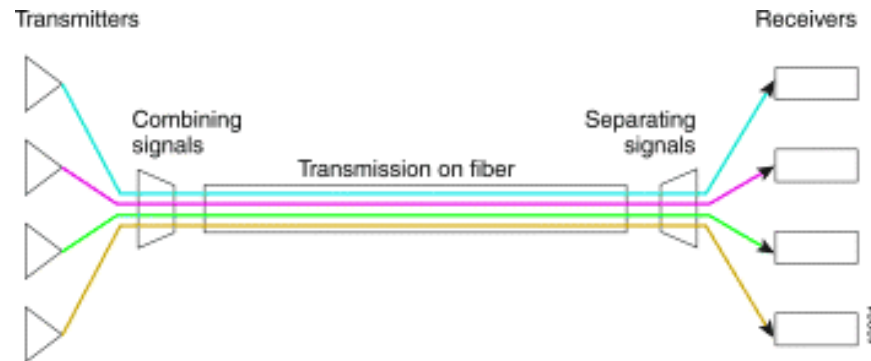 Transmitters
Receivers
Combining
signals
Separating
signals
Transmission on fiber